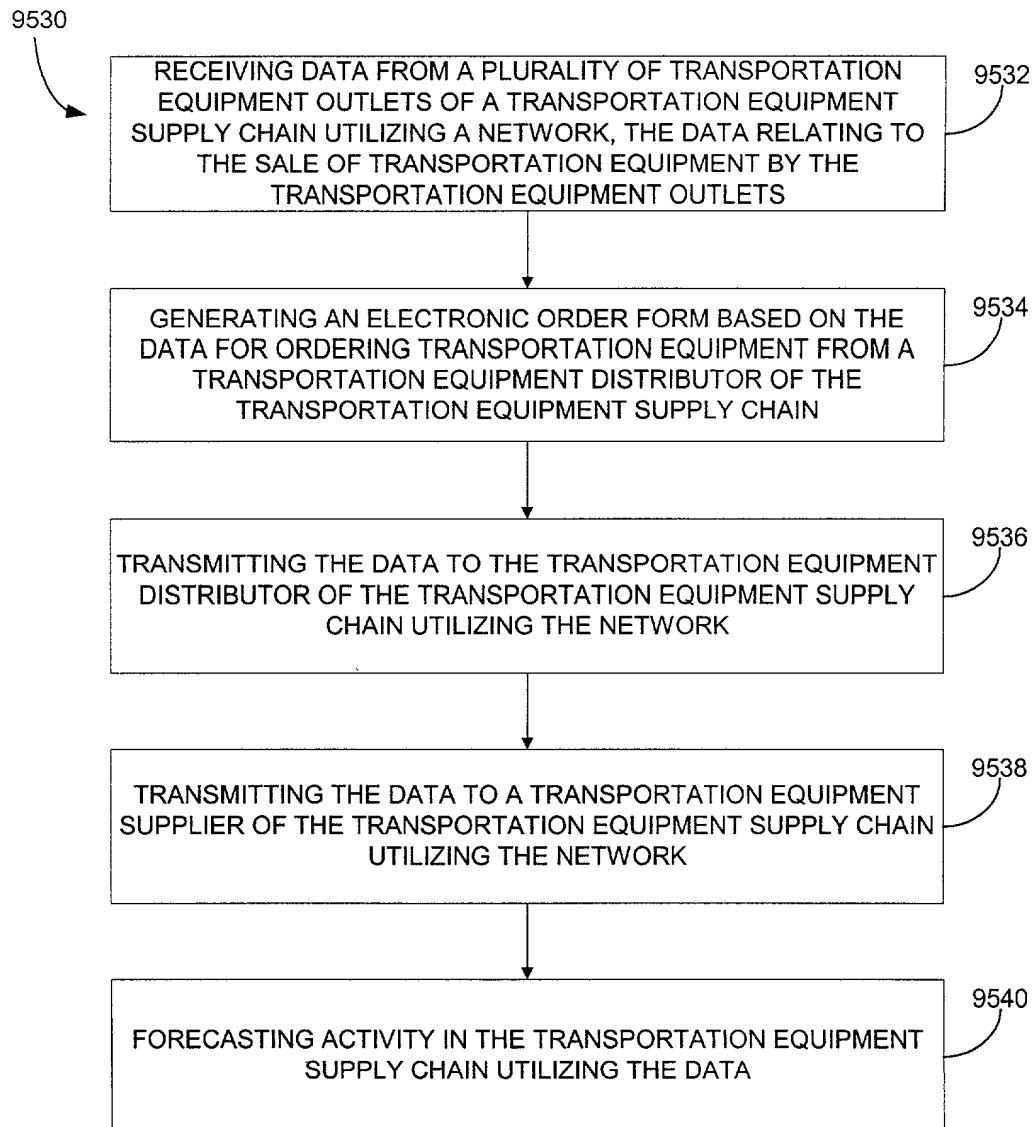 9530
RECEIVING DATA FROM A PLURALITY OF TRANSPORTATION
EQUIPMENT OUTLETS OF A TRANSPORTATION EQUIPMENT
SUPPLY CHAIN UTILIZING A NETWORK, THE DATA RELATING TO
THE SALE OF TRANSPORTATION EQUIPMENT BY THE
TRANSPORTATION EQUIPMENT OUTLETS
9532
GENERATING AN ELECTRONIC ORDER FORM BASED ON THE
DATA FOR ORDERING TRANSPORTATION EQUIPMENT FROM A
TRANSPORTATION EQUIPMENT DISTRIBUTOR OF THE
TRANSPORTATION EQUIPMENT SUPPLY CHAIN
9534
TRANSMITTING THE DATA TO THE TRANSPORTATION EQUIPMENT
DISTRIBUTOR OF THE TRANSPORTATION EQUIPMENT SUPPLY
CHAIN UTILIZING THE NETWORK
9536
TRANSMITTING THE DATA TO A TRANSPORTATION EQUIPMENT
SUPPLIER OF THE TRANSPORTATION EQUIPMENT SUPPLY CHAIN
UTILIZING THE NETWORK
9538
FORECASTING ACTIVITY IN THE TRANSPORTATION EQUIPMENT
SUPPLY CHAIN UTILIZING THE DATA
9540